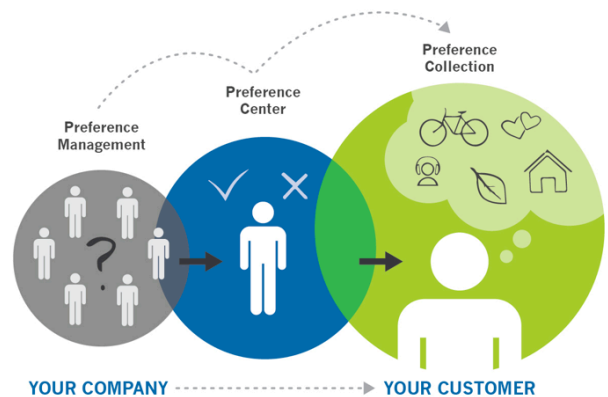 Preference
Collection
Preference
Center
Preference
Management
?
YOUR COMPANY
YOUR CUSTOMER